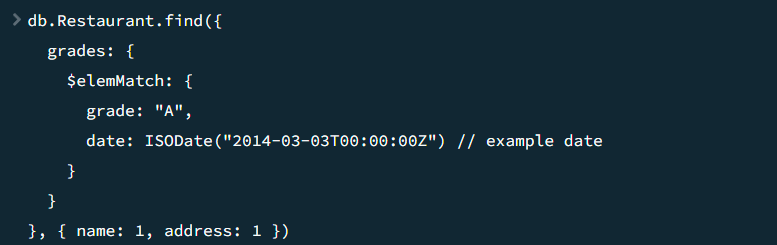 > db.Restaurant.find({
    grades: {
      $elemMatch: {
        grade: "A",
        date: ISODate("2014-03-03T00:00:00Z") // example date
      }
    }
  }, { name: 1, address: 1 })